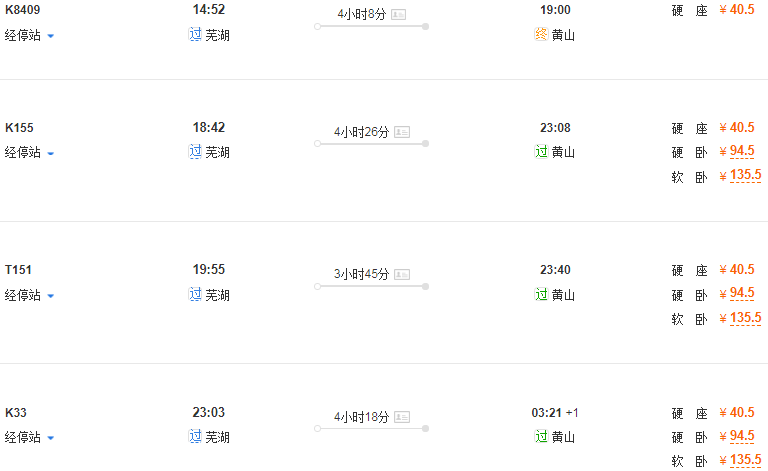 K8409 14:52 4小时8分 19:00 硬 座 ¥ 40.5
经停站 过 芜湖 终 黄山
K155 18:42 4小时26分 23:08 硬 座 ¥ 40.5
经停站 过 芜湖 过 黄山 硬 卧 ¥ 94.5
软 卧 ¥ 135.5
T151 19:55 3小时45分 23:40 硬 座 ¥ 40.5
经停站 过 芜湖 过 黄山 硬 卧 ¥ 94.5
软 卧 ¥ 135.5
K33 23:03 4小时18分 03:21 +1 硬 座 ¥ 40.5
经停站 过 芜湖 过 黄山 硬 卧 ¥ 94.5
软 卧 ¥ 135.5